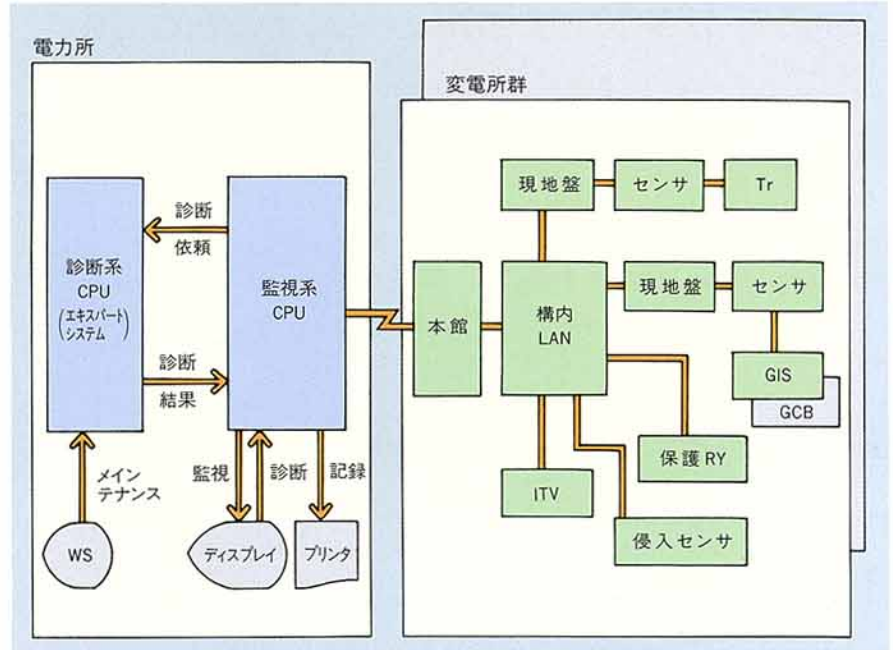 電力所
変電所群
診断系
CPU
(エキスパート
システム)
診断
依頼
監視系
CPU
診断
結果
メイン
テナンス
監視
診断
記録
WS
ディスプレイ
プリンタ
本館
構内
LAN
現地盤
センサ
Tr
現地盤
センサ
GIS
GCB
保護RY
ITV
侵入センサ